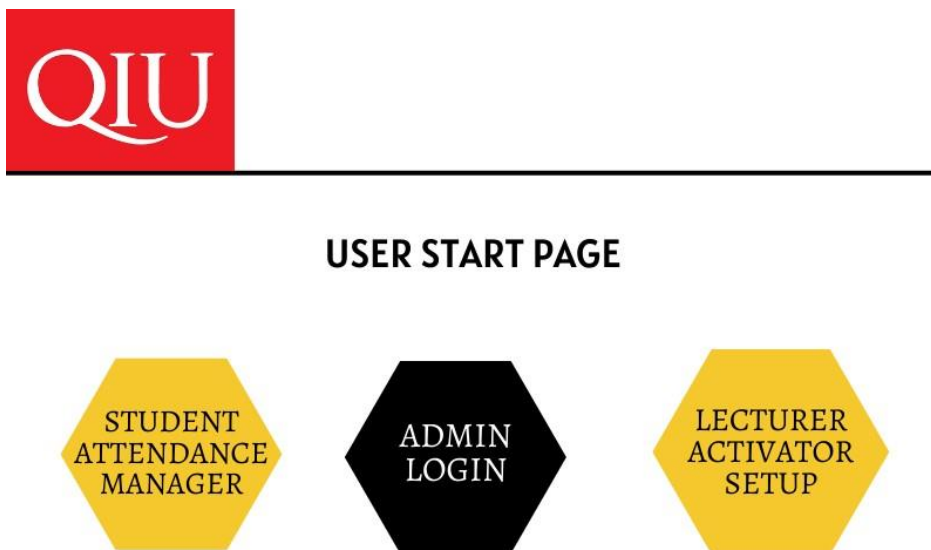 QIU
USER START PAGE
STUDENT
ATTENDANCE
MANAGER
ADMIN
LOGIN
LECTURER
ACTIVATOR
SETUP